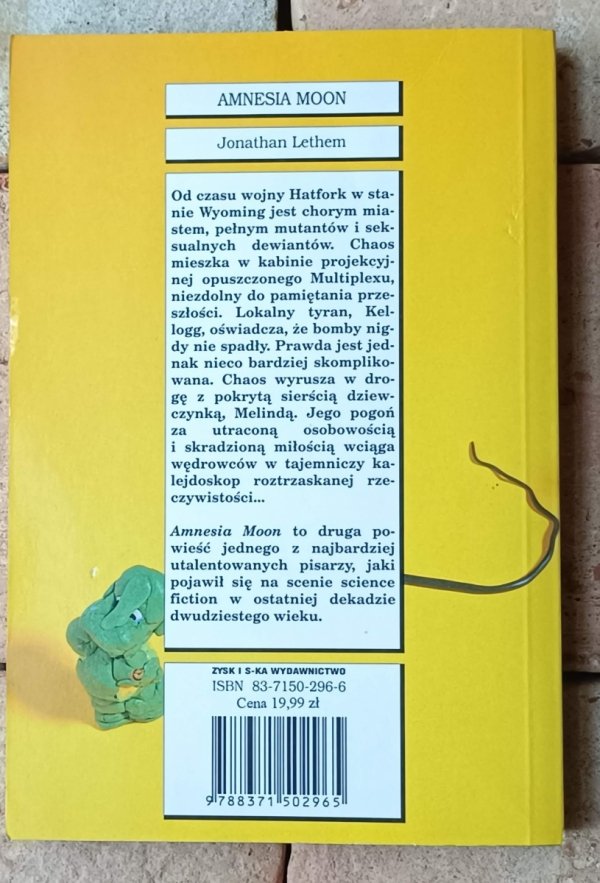 AMNESIA MOON
Jonathan Lethem
Od czasu wojny Hatfork w sta-
nie Wyoming jest chorym mia-
stem, pełnym mutantów i sek-
sualnych dewiantów. Chaos
mieszka w kabinie projekcyj-
nej opuszczonego Multiplexu,
niezdolny do pamiętania prze-
szłości. Lokalny tyran, Kel-
logg, oświadcza, że bomby nig-
dy nie spadły. Prawda jest jed-
nak nieco bardziej skompliko-
wana. Chaos wyrusza w dro-
gę z pokrytą sierścią dziew-
czynką, Melindą. Jego pogoń
za utraconą osobowością
i skradzioną miłością wciąga
wędrowców w tajemniczy ka-
lejdoskop roztrzaskanej rze-
czywistości...
Amnesia Moon to druga po-
wieść jednego z najbardziej
utalentowanych pisarzy, jaki
pojawił się na scenie science
fiction w ostatniej dekadzie
dwudziestego wieku.
ZYSK I S-KA WYDAWNICTWO
ISBN 83-7150-296-6
Cena 19,99 zł
9 788371 502965